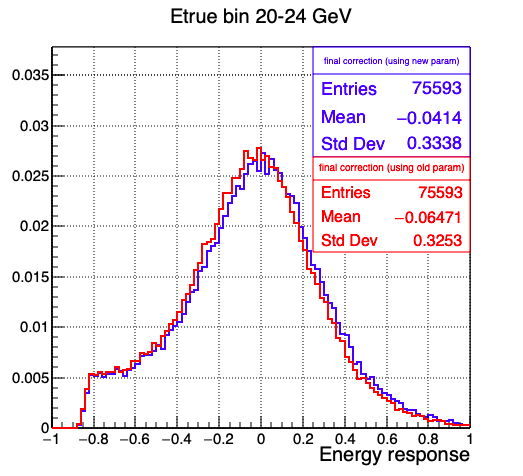 Etrue bin 20-24 GeV
final correction (using new param)
Entries 75593
Mean −0.0414
Std Dev 0.3338
final correction (using old param)
Entries 75593
Mean −0.06471
Std Dev 0.3253
0.035
0.03
0.025
0.02
0.015
0.01
0.005
0
−1 −0.8 −0.6 −0.4 −0.2 0 0.2 0.4 0.6 0.8 1
Energy response